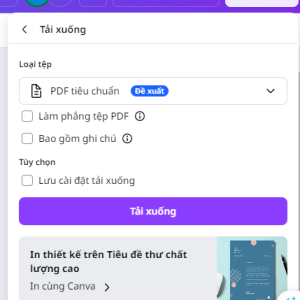 Tải xuống
Loại tệp
PDF tiêu chuẩn Đề xuất
Làm phẳng tệp PDF
Bao gồm ghi chú
Tùy chọn
Lưu cài đặt tải xuống
Tải xuống
In thiết kế trên Tiêu đề thư chất
lượng cao
In cùng Canva